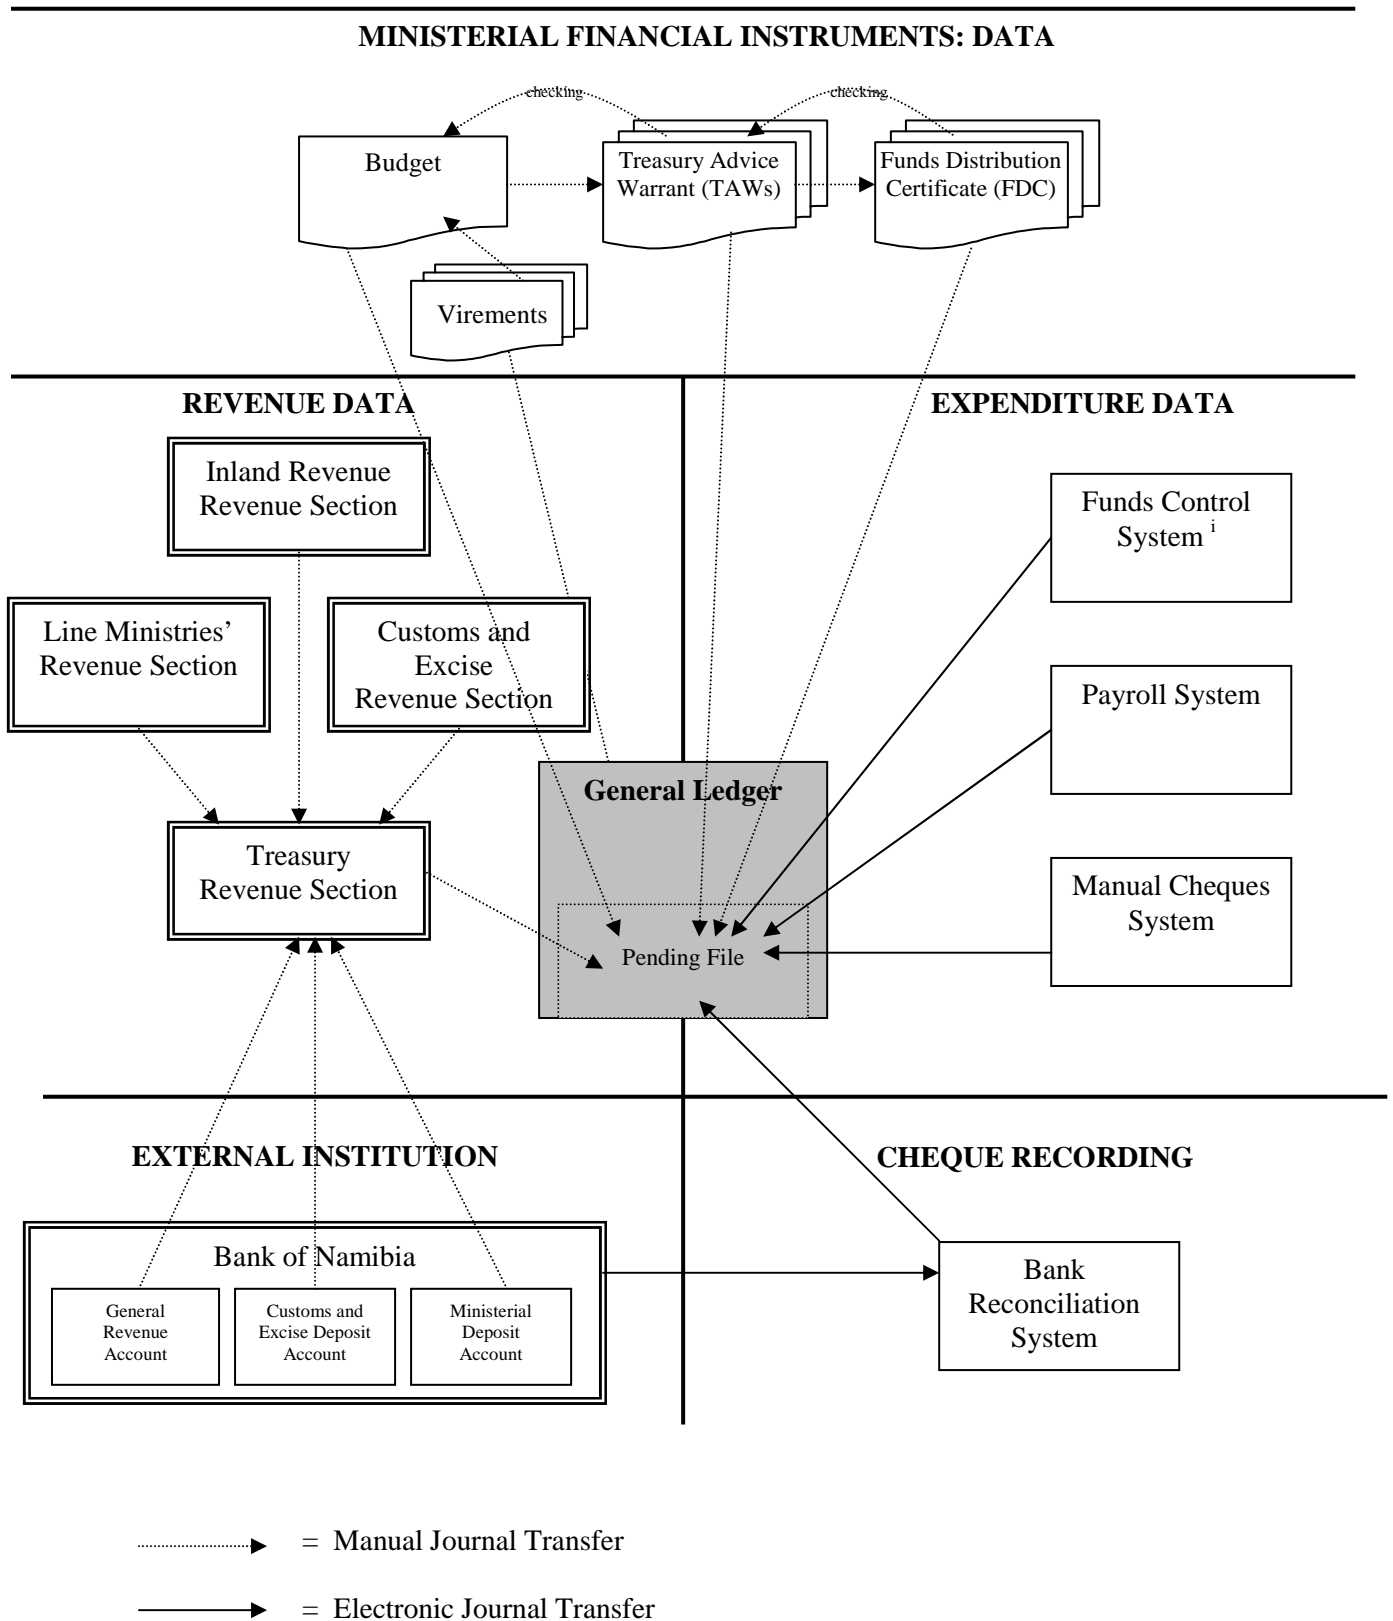 MINISTERIAL FINANCIAL INSTRUMENTS: DATA
checking
checking
Budget
Treasury Advice
Warrant (TAWs)
Funds Distribution
Certificate (FDC)
Virements
REVENUE DATA
EXPENDITURE DATA
Inland Revenue
Revenue Section
Line Ministries’
Revenue Section
Customs and
Excise
Revenue Section
Funds Control
System i
Payroll System
General Ledger
Treasury
Revenue Section
Manual Cheques
System
Pending File
EXTERNAL INSTITUTION
CHEQUE RECORDING
Bank of Namibia
General
Revenue
Account
Customs and
Excise Deposit
Account
Ministerial
Deposit
Account
Bank
Reconciliation
System
= Manual Journal Transfer
= Electronic Journal Transfer